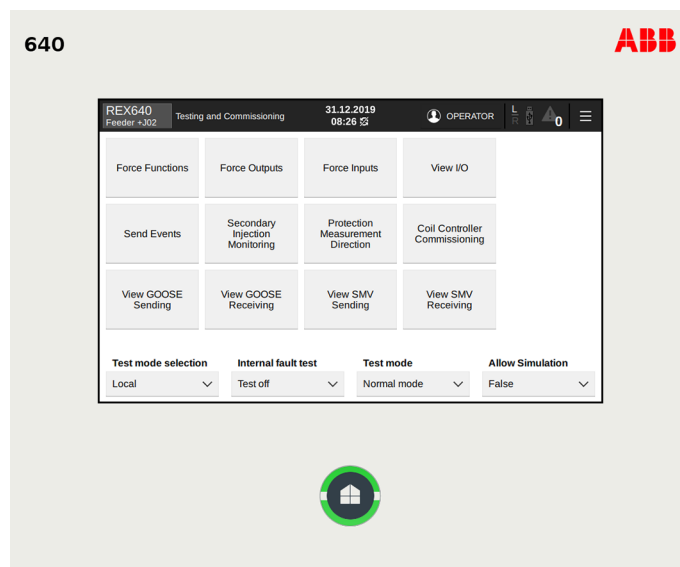 640
ABB
REX640
Feeder +J02
Testing and Commissioning
31.12.2019
08:26
OPERATOR
L
R
0
Force Functions
Force Outputs
Force Inputs
View I/O
Send Events
Secondary
Injection
Monitoring
Protection
Measurement
Direction
Coil Controller
Commissioning
View GOOSE
Sending
View GOOSE
Receiving
View SMV
Sending
View SMV
Receiving
Test mode selection
Internal fault test
Test mode
Allow Simulation
Local
Test off
Normal mode
False